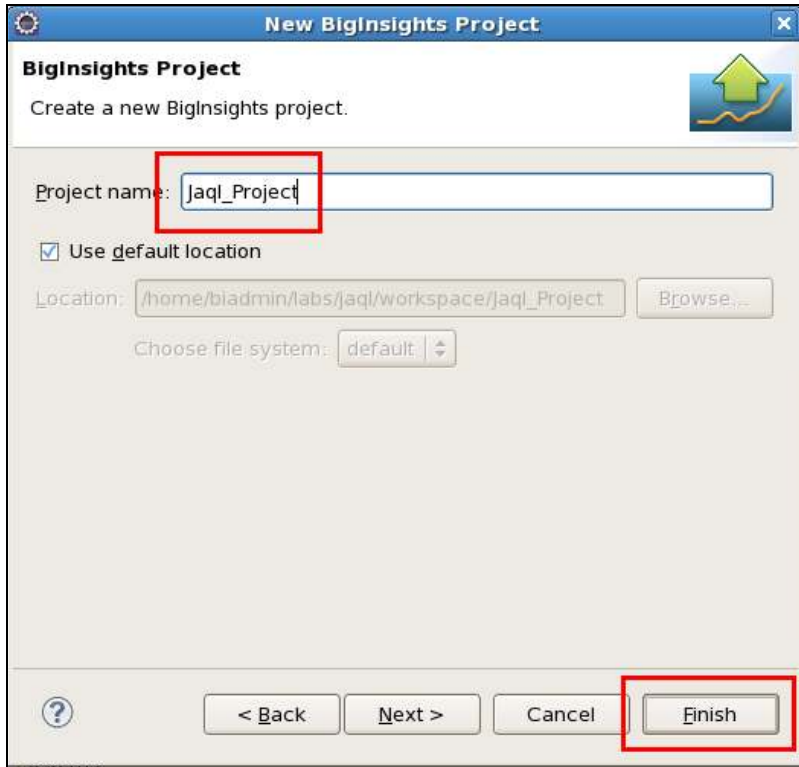 New BigInsights Project
BigInsights Project
Create a new BigInsights project.
Project name: Jaql_Project
Use default location
Location: /home/biadmin/labs/jaql/workspace/Jaql_Project Browse...
Choose file system: default
? < Back Next > Cancel Finish